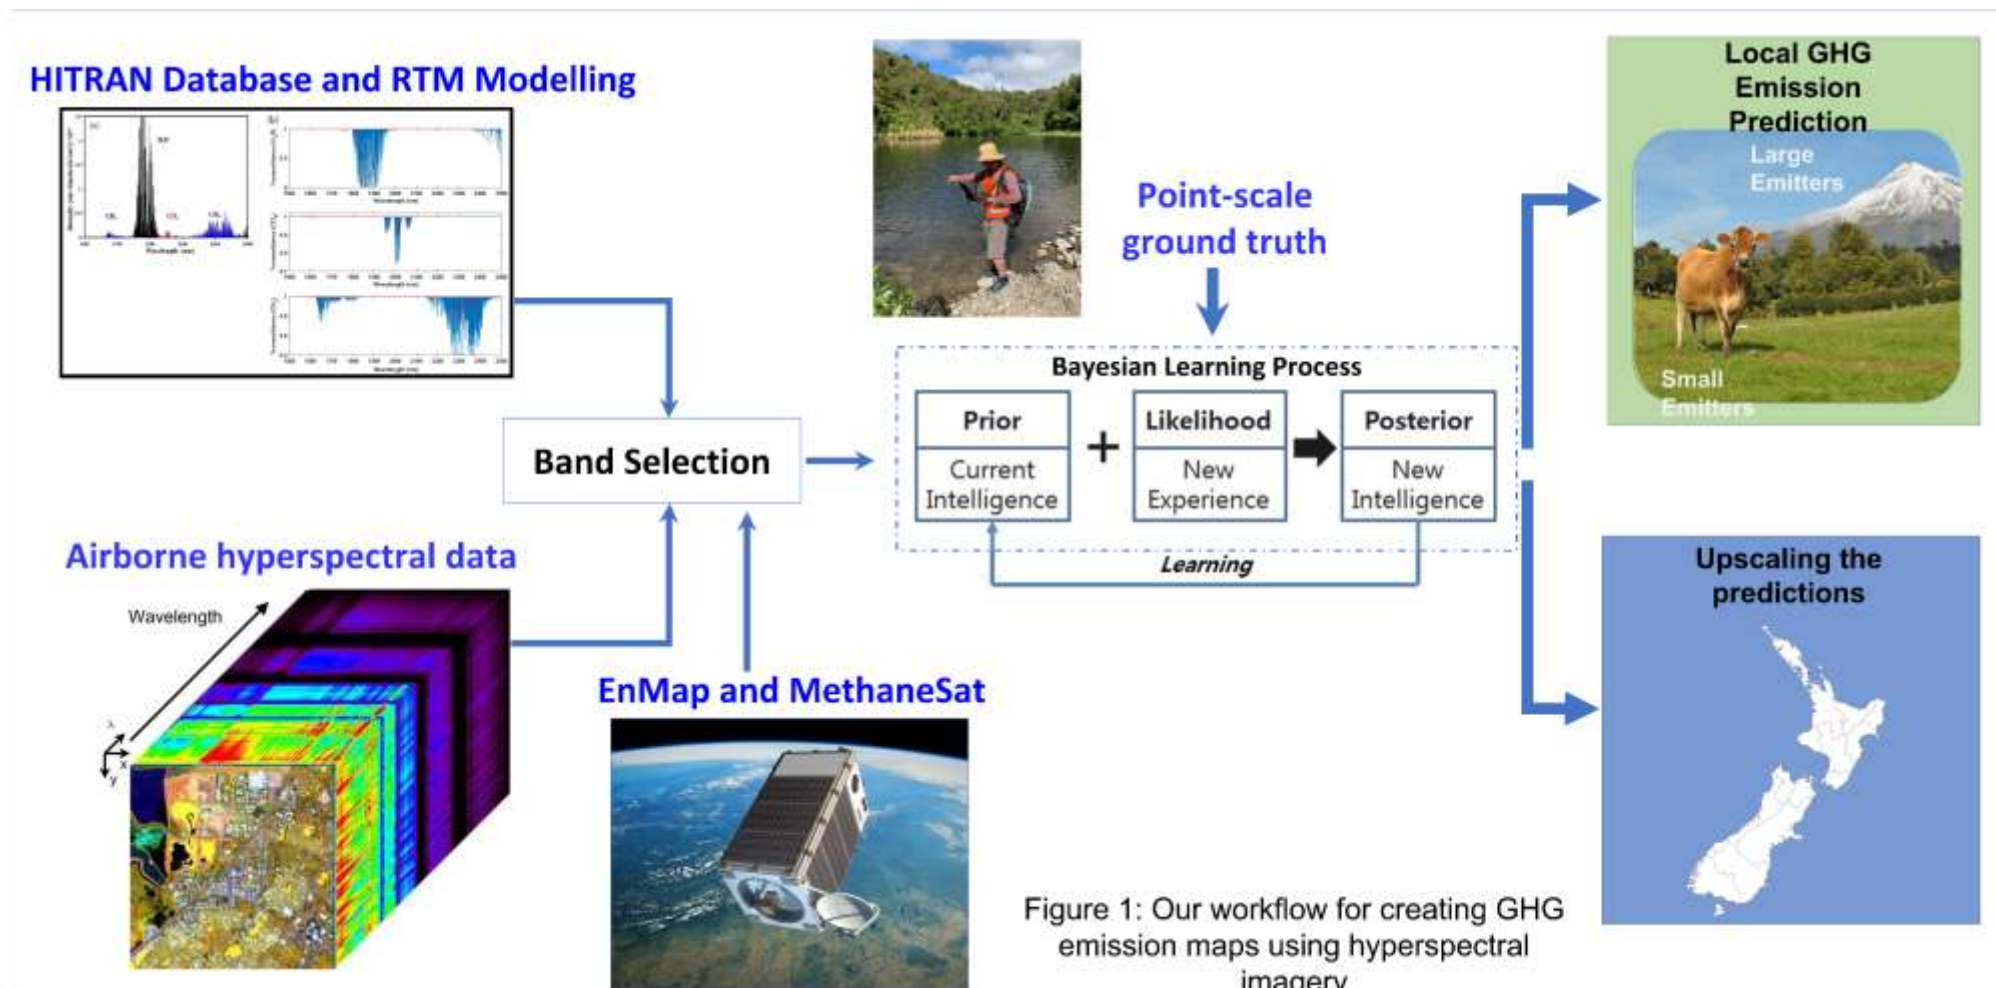 HITRAN Database and RTM Modelling
Airborne hyperspectral data
Wavelength
λ
x
y
Band Selection
EnMap and MethaneSat
Point-scale
ground truth
Bayesian Learning Process
Prior
Current
Intelligence
+
Likelihood
New
Experience
Posterior
New
Intelligence
Learning
Local GHG
Emission
Prediction
Large
Emitters
Small
Emitters
Upscaling the
predictions
Figure 1: Our workflow for creating GHG
emission maps using hyperspectral
imagery